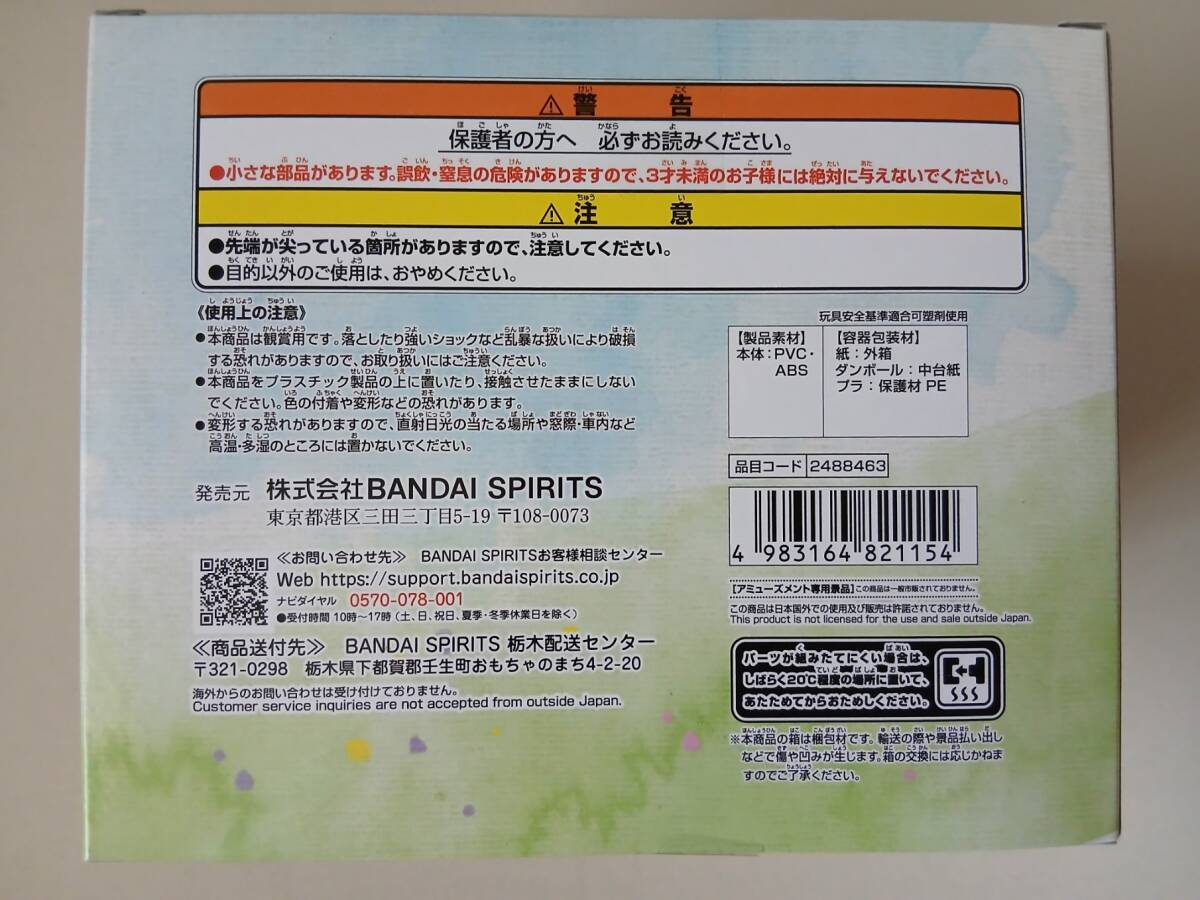 ⚠警告
保護者の方へ 必ずお読みください。
●小さな部品があります。誤飲・窒息の危険がありますので、3才未満のお子様には絶対に与えないでください。
⚠注意
●先端が尖っている箇所がありますので、注意してください。
●目的以外のご使用は、おやめください。
《使用上の注意》
●本商品は観賞用です。落としたり強いショックなど乱暴な扱いにより破損
する恐れがありますので、お取り扱いにはご注意ください。
●本商品をプラスチック製品の上に置いたり、接触させたままにしない
でください。色の付着や変形などの恐れがあります。
●変形する恐れがありますので、直射日光の当たる場所や窓際・車内など
高温・多湿のところには置かないでください。
発売元 株式会社BANDAI SPIRITS
東京都港区三田三丁目5-19 〒108-0073
≪お問い合わせ先≫ BANDAI SPIRITSお客様相談センター
Web https://support.bandaispirits.co.jp
ナビダイヤル 0570-078-001
●受付時間 10時〜17時(土、日、祝日、夏季・冬季休業日を除く)
≪商品送付先≫ BANDAI SPIRITS 栃木配送センター
〒321-0298 栃木県下都賀郡壬生町おもちゃのまち4-2-20
海外からのお問い合わせは受け付けておりません。
Customer service inquiries are not accepted from outside Japan.
玩具安全基準適合可塑剤使用
【製品素材】
本体:PVC・
ABS
【容器包装材】
紙:外箱
ダンボール:中台紙
プラ:保護材 PE
品目コード 2488463
4 983164 821154
【アミューズメント専用景品】この商品は一般市販されておりません。
この商品は日本国外での使用及び販売は許諾されておりません。
This product is not licensed for the use and sale outside Japan.
パーツが組みたてにくい場合は、
しばらく20℃程度の場所に置いて、
あたためてからおためしください。
※本商品の箱は梱包材です。輸送の際や景品払い出し
などで傷や凹みが生じます。箱の交換には応じかねま
すのでご了承ください。